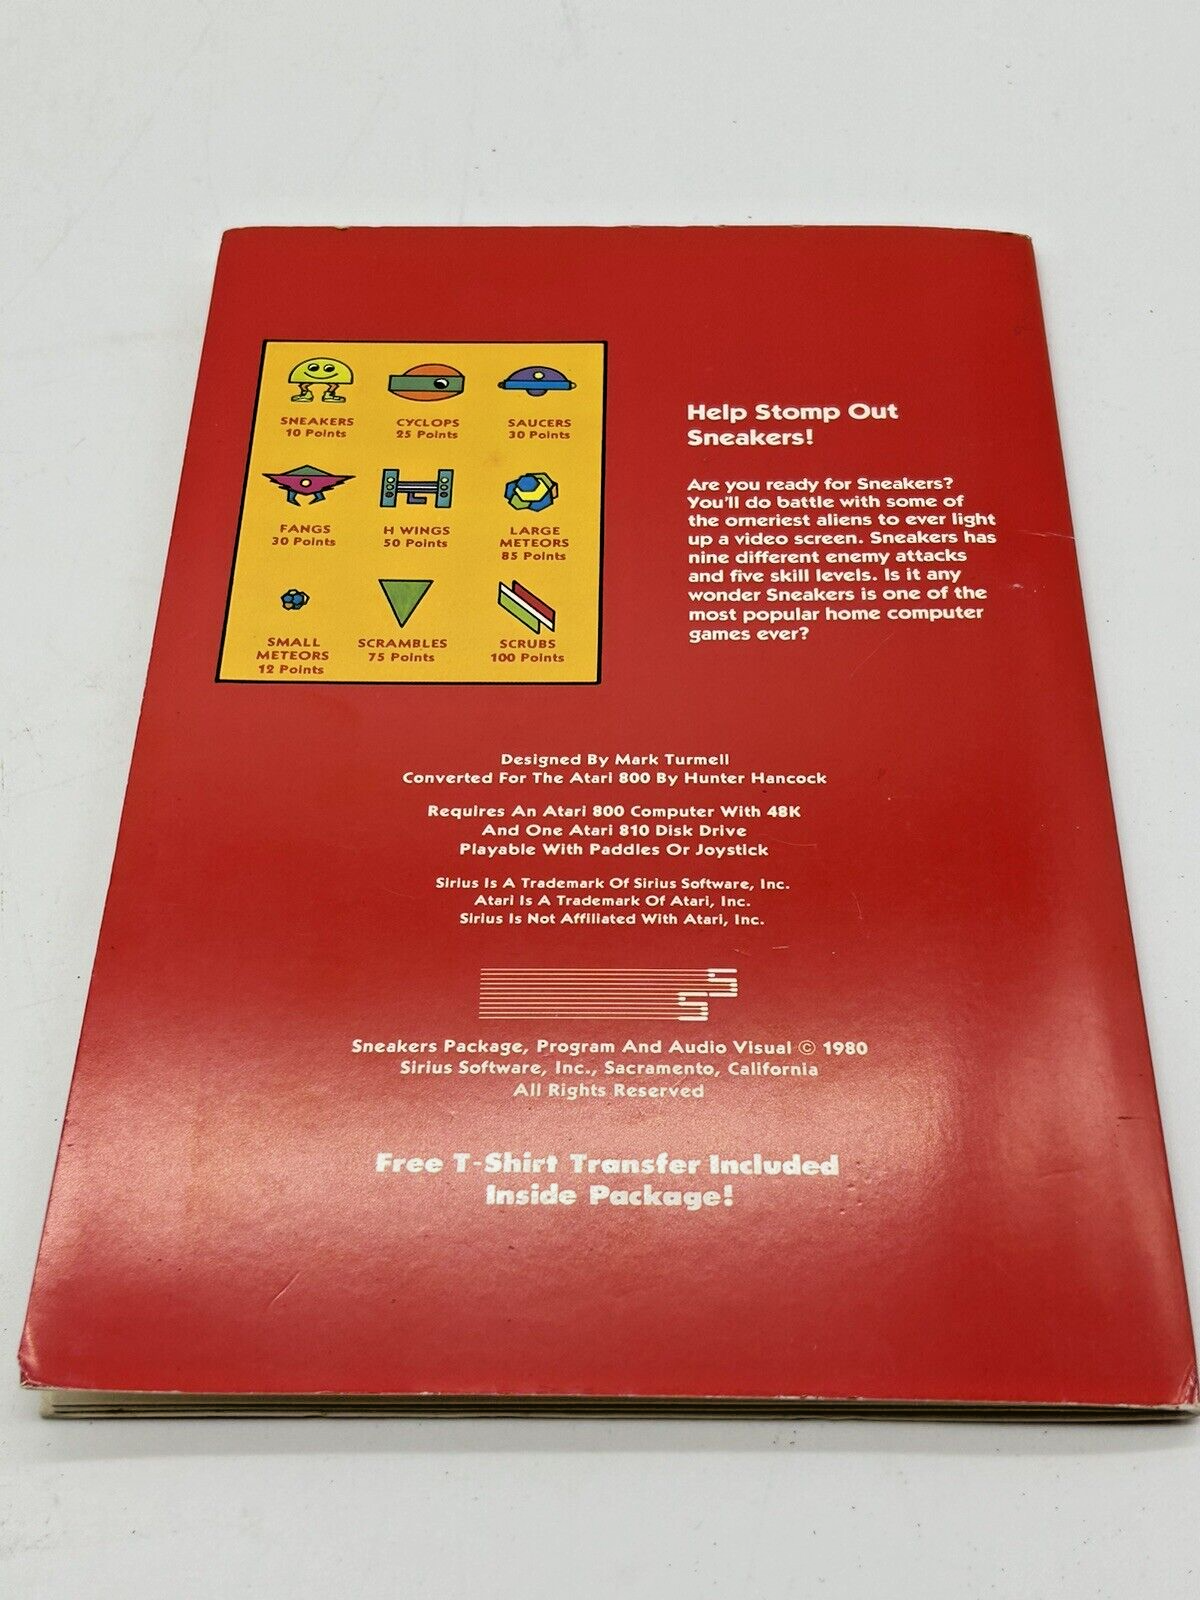 SNEAKERS
10 Points
CYCLOPS
25 Points
SAUCERS
30 Points
FANGS
30 Points
H WINGS
50 Points
LARGE
METEORS
85 Points
SMALL
METEORS
12 Points
SCRAMBLES
75 Points
SCRUBS
100 Points
Help Stomp Out
Sneakers!
Are you ready for Sneakers?
You'll do battle with some of
the orneriest aliens to ever light
up a video screen. Sneakers has
nine different enemy attacks
and five skill levels. Is it any
wonder Sneakers is one of the
most popular home computer
games ever?
Designed By Mark Turmell
Converted For The Atari 800 By Hunter Hancock
Requires An Atari 800 Computer With 48K
And One Atari 810 Disk Drive
Playable With Paddles Or Joystick
Sirius Is A Trademark Of Sirius Software, Inc.
Atari Is A Trademark Of Atari, Inc.
Sirius Is Not Affiliated With Atari, Inc.
SS
Sneakers Package, Program And Audio Visual © 1980
Sirius Software, Inc., Sacramento, California
All Rights Reserved
Free T-Shirt Transfer Included
Inside Package!